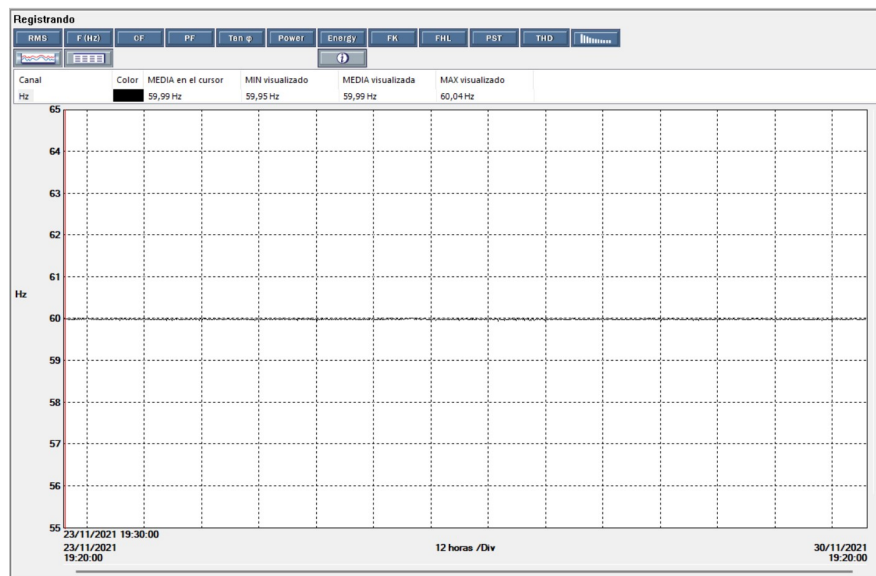 Registrando
RMS F (Hz) CF PF Tan φ Power Energy FK FHL PST THD
Canal Color MEDIA en el cursor MIN visualizado MEDIA visualizada MAX visualizado
Hz 59,99 Hz 59,95 Hz 59,99 Hz 60,04 Hz
65
64
63
62
61
Hz
60
59
58
57
56
55
23/11/2021 19:30:00
23/11/2021 12 horas /Div 30/11/2021
19:20:00 19:20:00